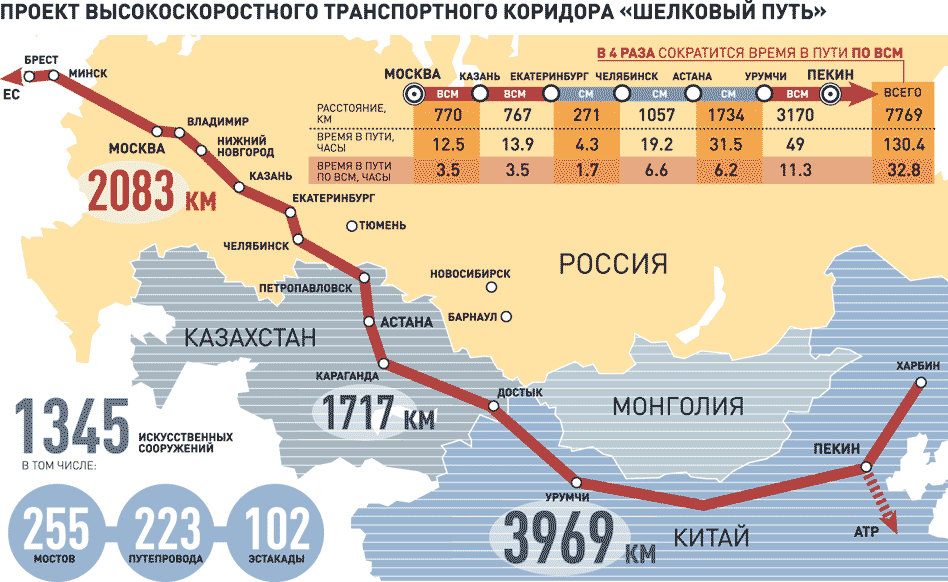 ПРОЕКТ ВЫСОКОСКОРОСТНОГО ТРАНСПОРТНОГО КОРИДОРА «ШЕЛКОВЫЙ ПУТЬ»
В 4 РАЗА СОКРАТИТСЯ ВРЕМЯ В ПУТИ ПО ВСМ
МОСКВА КАЗАНЬ ЕКАТЕРИНБУРГ ЧЕЛЯБИНСК АСТАНА УРУМЧИ ПЕКИН
ВСМ ВСМ СМ СМ СМ ВСМ ВСЕГО
РАССТОЯНИЕ,
КМ
770 767 271 1057 1734 3170 7769
ВРЕМЯ В ПУТИ,
ЧАСЫ
12.5 13.9 4.3 19.2 31.5 49 130.4
ВРЕМЯ В ПУТИ
ПО ВСМ, ЧАСЫ
3.5 3.5 1.7 6.6 6.2 11.3 32.8
БРЕСТ
МИНСК
ЕС
ВЛАДИМИР
МОСКВА
НИЖНИЙ
НОВГОРОД
КАЗАНЬ
2083 КМ
ЕКАТЕРИНБУРГ
ТЮМЕНЬ
ЧЕЛЯБИНСК
РОССИЯ
НОВОСИБИРСК
ПЕТРОПАВЛОВСК
БАРНАУЛ
АСТАНА
КАЗАХСТАН
КАРАГАНДА
ХАРБИН
ДОСТЫК
1717 КМ
МОНГОЛИЯ
ПЕКИН
УРУМЧИ
3969 КМ
КИТАЙ
АТР
1345 ИСКУССТВЕННЫХ
СООРУЖЕНИЙ
В ТОМ ЧИСЛЕ:
255
МОСТОВ
223
ПУТЕПРОВОДА
102
ЭСТАКАДЫ